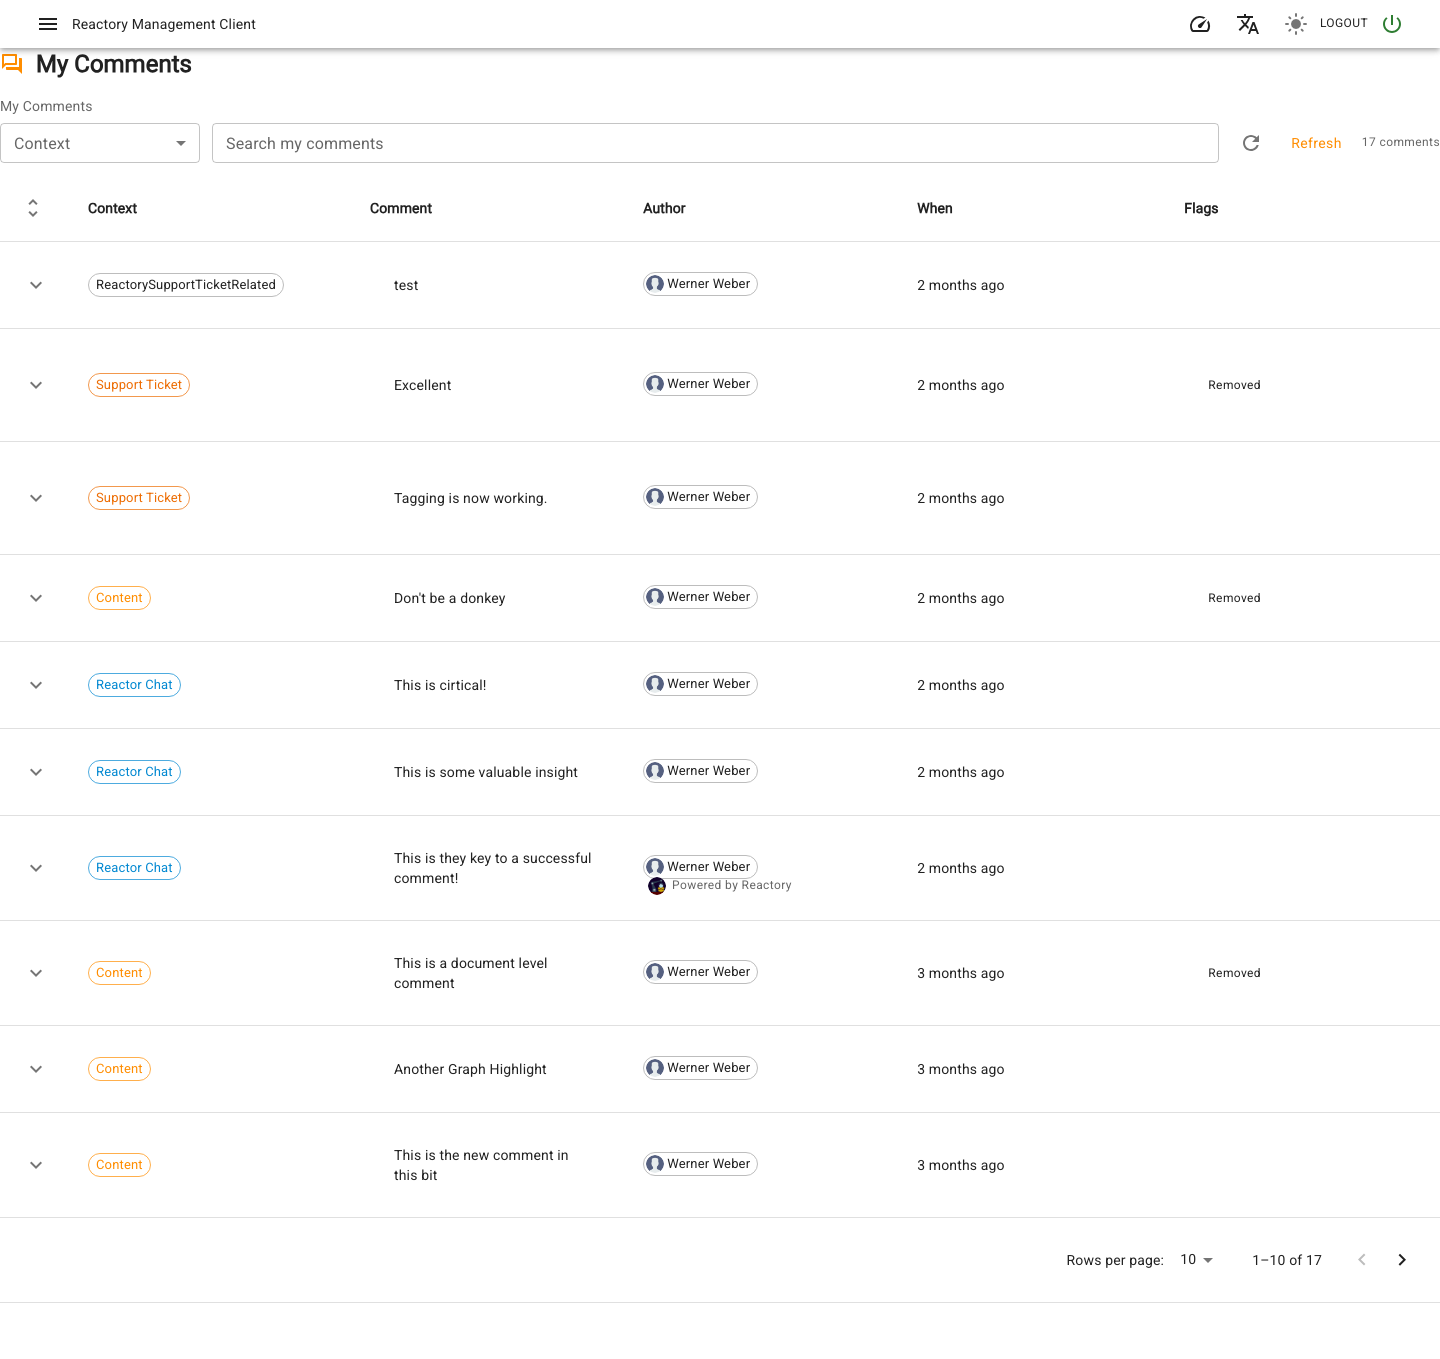 Reactory Management Client
LOGOUT
My Comments
My Comments
Context
Search my comments
Refresh
17 comments
Context Comment Author When Flags
ReactorySupportTicketRelated test Werner Weber 2 months ago
Support Ticket Excellent Werner Weber 2 months ago Removed
Support Ticket Tagging is now working. Werner Weber 2 months ago
Content Don't be a donkey Werner Weber 2 months ago Removed
Reactor Chat This is cirtical! Werner Weber 2 months ago
Reactor Chat This is some valuable insight Werner Weber 2 months ago
Reactor Chat This is they key to a successful
comment! Werner Weber 2 months ago
Powered by Reactory
Content This is a document level
comment Werner Weber 3 months ago Removed
Content Another Graph Highlight Werner Weber 3 months ago
Content This is the new comment in
this bit Werner Weber 3 months ago
Rows per page: 10 1–10 of 17